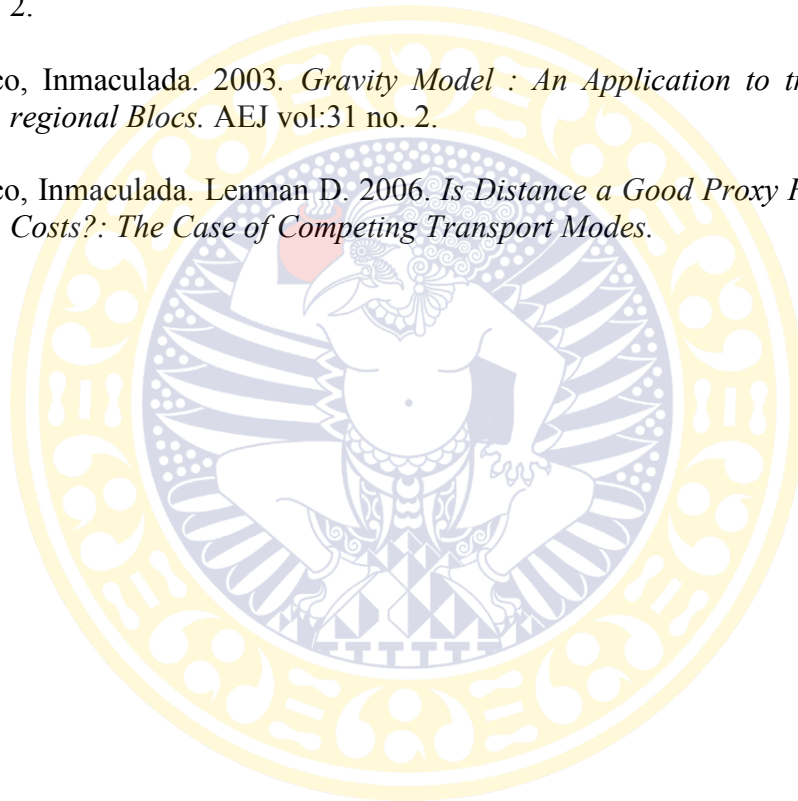 2.
co, Inmaculada. 2003. Gravity Model : An Application to tr
regional Blocs. AEJ vol:31 no. 2.
co, Inmaculada. Lenman D. 2006. Is Distance a Good Proxy
Costs?: The Case of Competing Transport Modes.